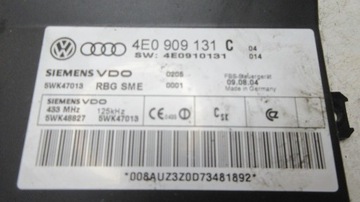 4E0 909 131 C 04
SW: 4E0910131 014
SIEMENS VDO 0208 FBS-Steuergerät
5WK47013 RBG SME 0001 09.08.04
Made in Germany
SIEMENS VDO
433 MHz 125kHz
5WK48827 5WK47013
*008AUZ3Z0D73481892*